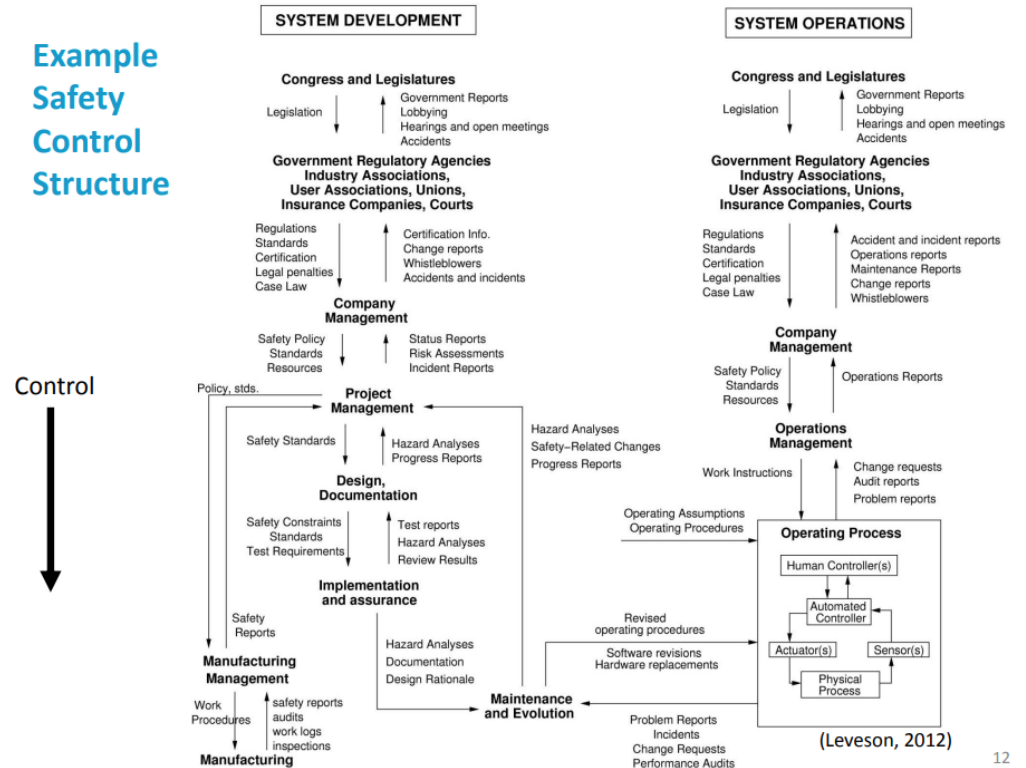 Example
Safety
Control
Structure
Control
SYSTEM DEVELOPMENT
Congress and Legislatures
Legislation
Government Reports
Lobbying
Hearings and open meetings
Accidents
Government Regulatory Agencies
Industry Associations,
User Associations, Unions,
Insurance Companies, Courts
Regulations
Standards
Certification
Legal penalties
Case Law
Certification Info.
Change reports
Whistleblowers
Accidents and incidents
Company
Management
Safety Policy
Standards
Resources
Status Reports
Risk Assessments
Incident Reports
Policy, stds.
Project
Management
Safety Standards
Hazard Analyses
Progress Reports
Hazard Analyses
Safety-Related Changes
Progress Reports
Design,
Documentation
Safety Constraints
Standards
Test Requirements
Test reports
Hazard Analyses
Review Results
Implementation
and assurance
Safety
Reports
Hazard Analyses
Documentation
Design Rationale
Manufacturing
Management
Work
Procedures
safety reports
audits
work logs
inspections
Manufacturing
Maintenance
and Evolution
SYSTEM OPERATIONS
Congress and Legislatures
Legislation
Government Reports
Lobbying
Hearings and open meetings
Accidents
Government Regulatory Agencies
Industry Associations,
User Associations, Unions,
Insurance Companies, Courts
Regulations
Standards
Certification
Legal penalties
Case Law
Accident and incident reports
Operations reports
Maintenance Reports
Change reports
Whistleblowers
Company
Management
Safety Policy
Standards
Resources
Operations Reports
Operations
Management
Work Instructions
Change requests
Audit reports
Problem reports
Operating Assumptions
Operating Procedures
Operating Process
Human Controller(s)
Automated
Controller
Actuator(s)
Sensor(s)
Physical
Process
Revised
operating procedures
Software revisions
Hardware replacements
Problem Reports
Incidents
Change Requests
Performance Audits
(Leveson, 2012)
12